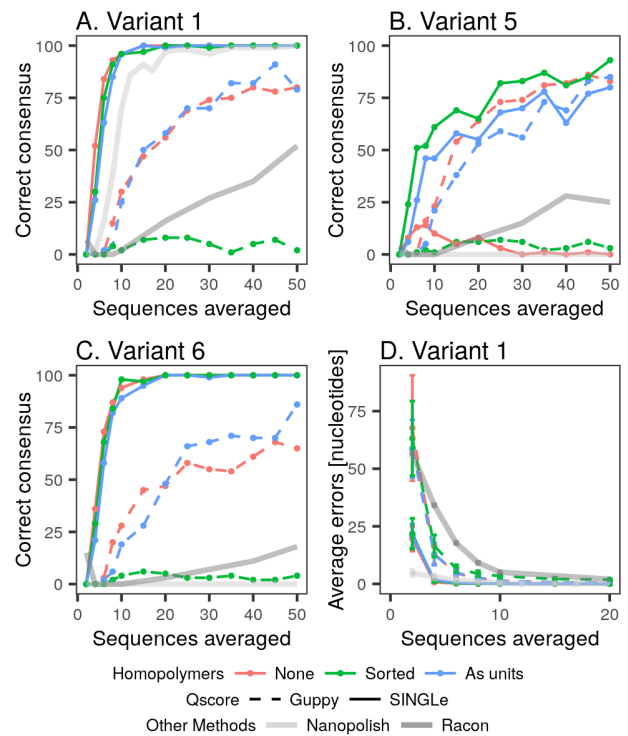 A. Variant 1
B. Variant 5
Correct consensus
100
75
50
25
0
0 10 20 30 40 50
Sequences averaged
Correct consensus
100
75
50
25
0
0 10 20 30 40 50
Sequences averaged
C. Variant 6
D. Variant 1
Correct consensus
100
75
50
25
0
0 10 20 30 40 50
Sequences averaged
Average errors [nucleotides]
75
50
25
0
0 10 20
Sequences averaged
Homopolymers None Sorted As units
Qscore Guppy SINGLe
Other Methods Nanopolish Racon